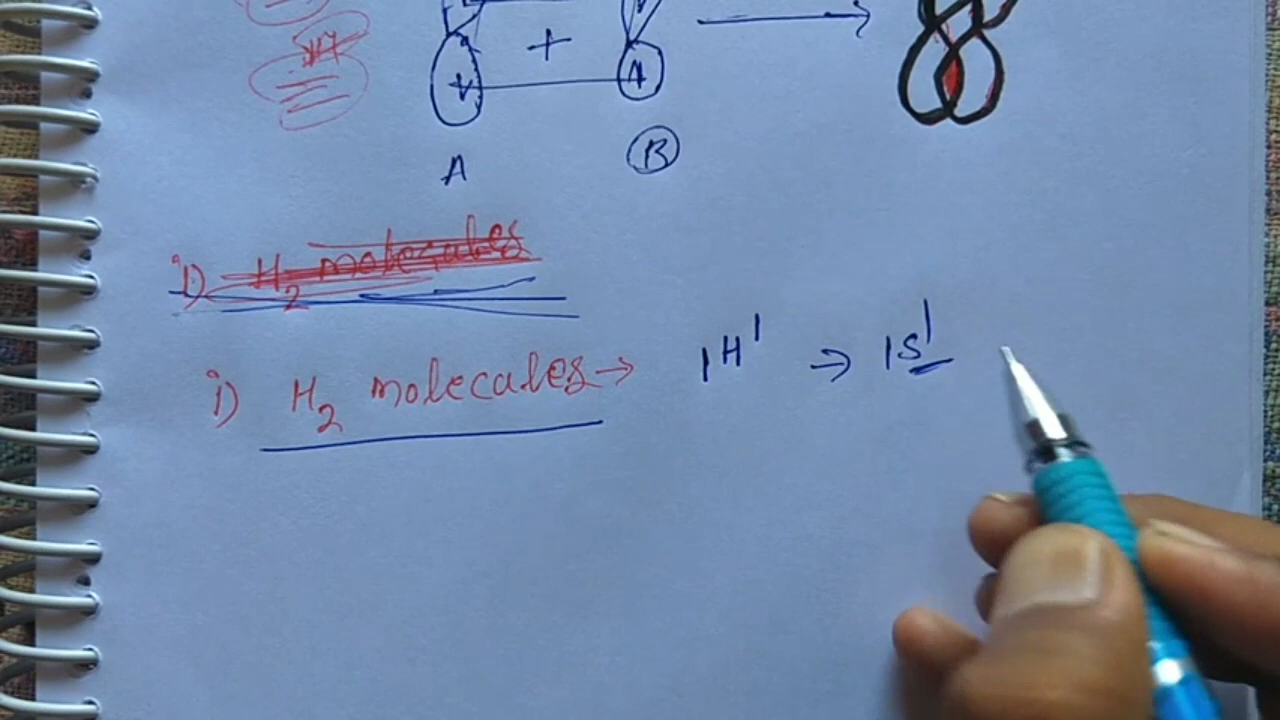 + +
A B
i) H₂ molecules
i) H₂ molecules → ₁H¹ → 1S¹